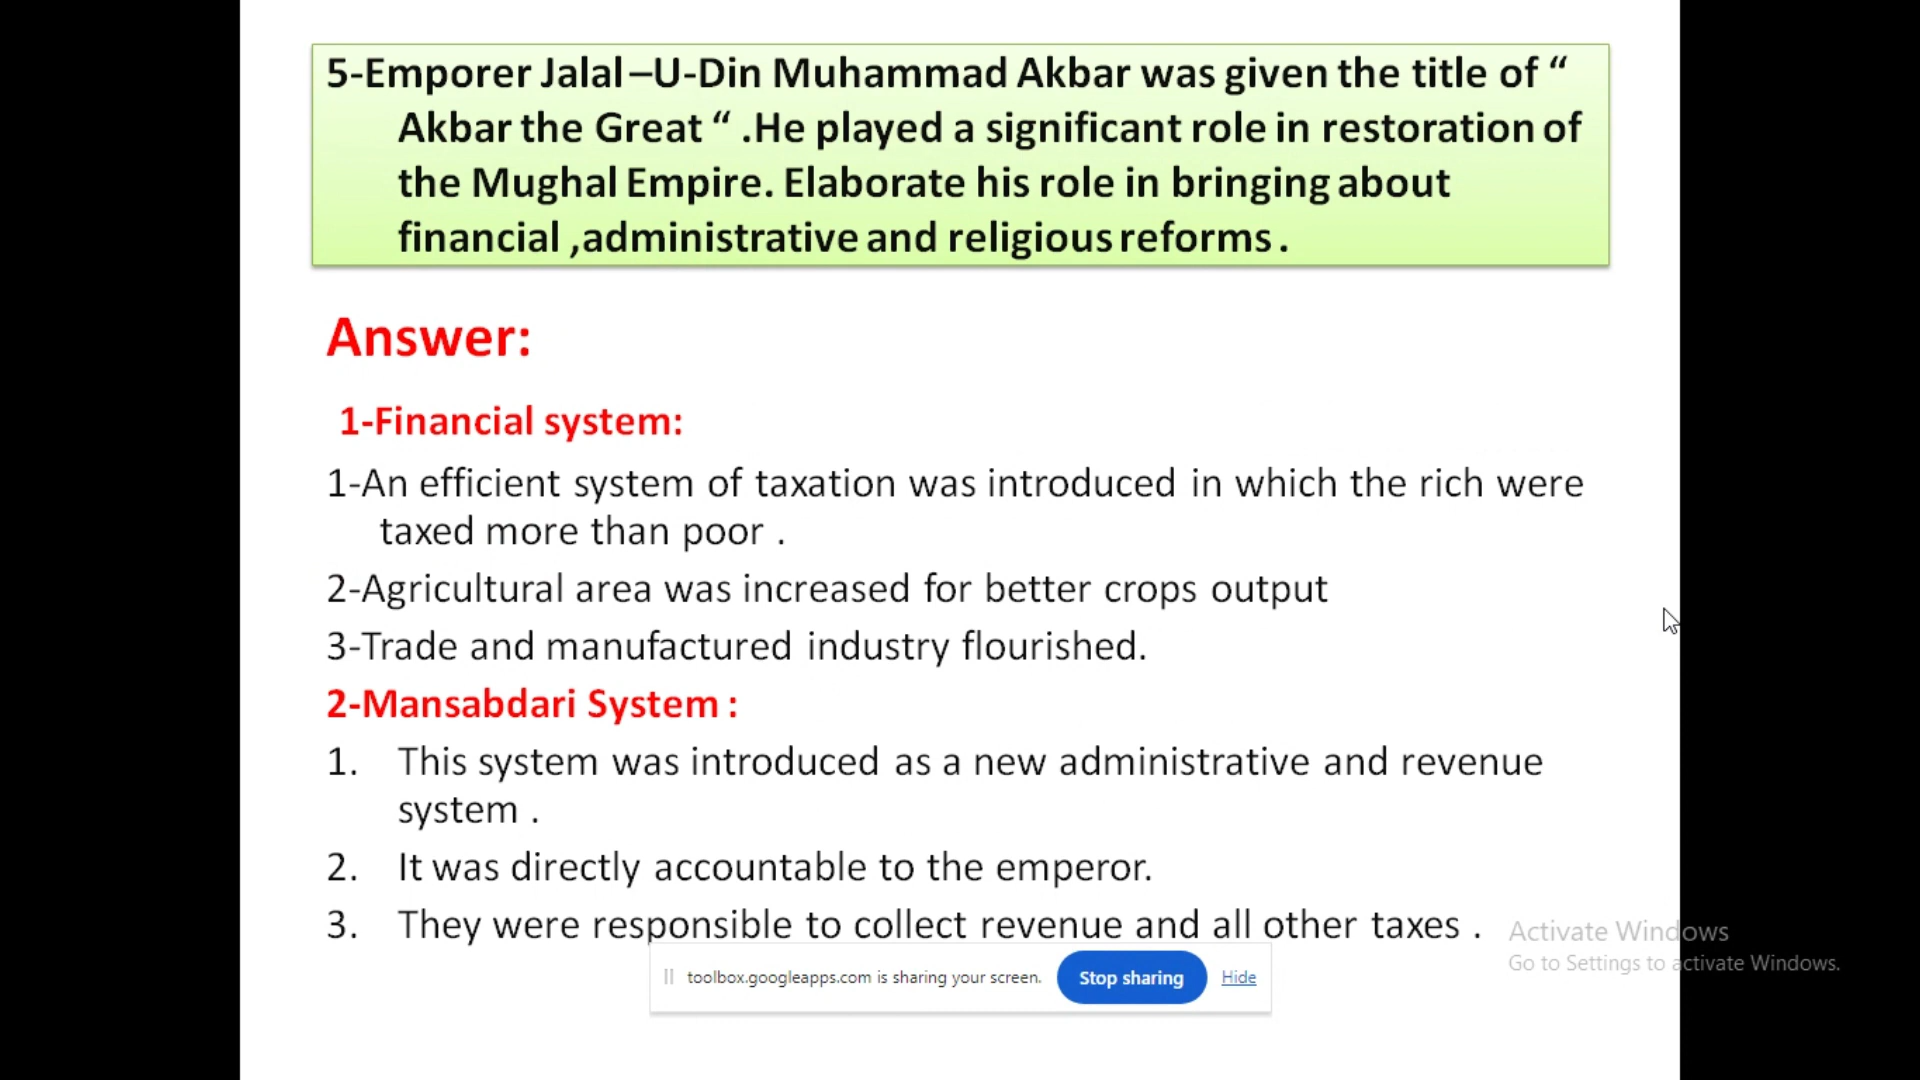 5-Emporer Jalal–U-Din Muhammad Akbar was given the title of “
Akbar the Great “ .He played a significant role in restoration of
the Mughal Empire. Elaborate his role in bringing about
financial ,administrative and religious reforms .
Answer:
1-Financial system:
1-An efficient system of taxation was introduced in which the rich were
taxed more than poor .
2-Agricultural area was increased for better crops output
3-Trade and manufactured industry flourished.
2-Mansabdari System :
1. This system was introduced as a new administrative and revenue
system .
2. It was directly accountable to the emperor.
3. They were responsible to collect revenue and all other taxes .
Activate Windows
Go to Settings to activate Windows.
toolbox.googleapps.com is sharing your screen. Stop sharing Hide